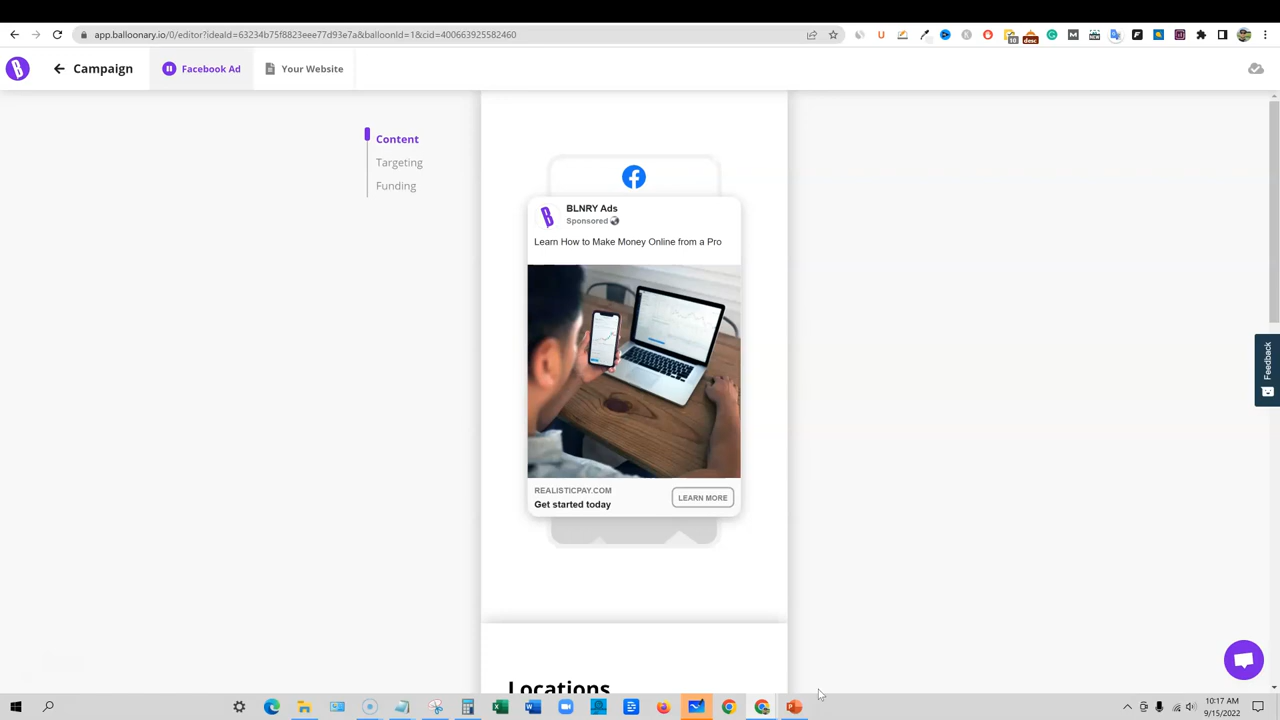 app.balloonary.io/0/editor?ideaId=63234b75f8823eee77d93e7a&balloonId=1&cid=400663925582460
Campaign
Facebook Ad
Your Website
Content
Targeting
Funding
BLNRY Ads
Sponsored
Learn How to Make Money Online from a Pro
REALISTICPAY.COM
Get started today
LEARN MORE
Locations
Feedback
10:17 AM
9/15/2022